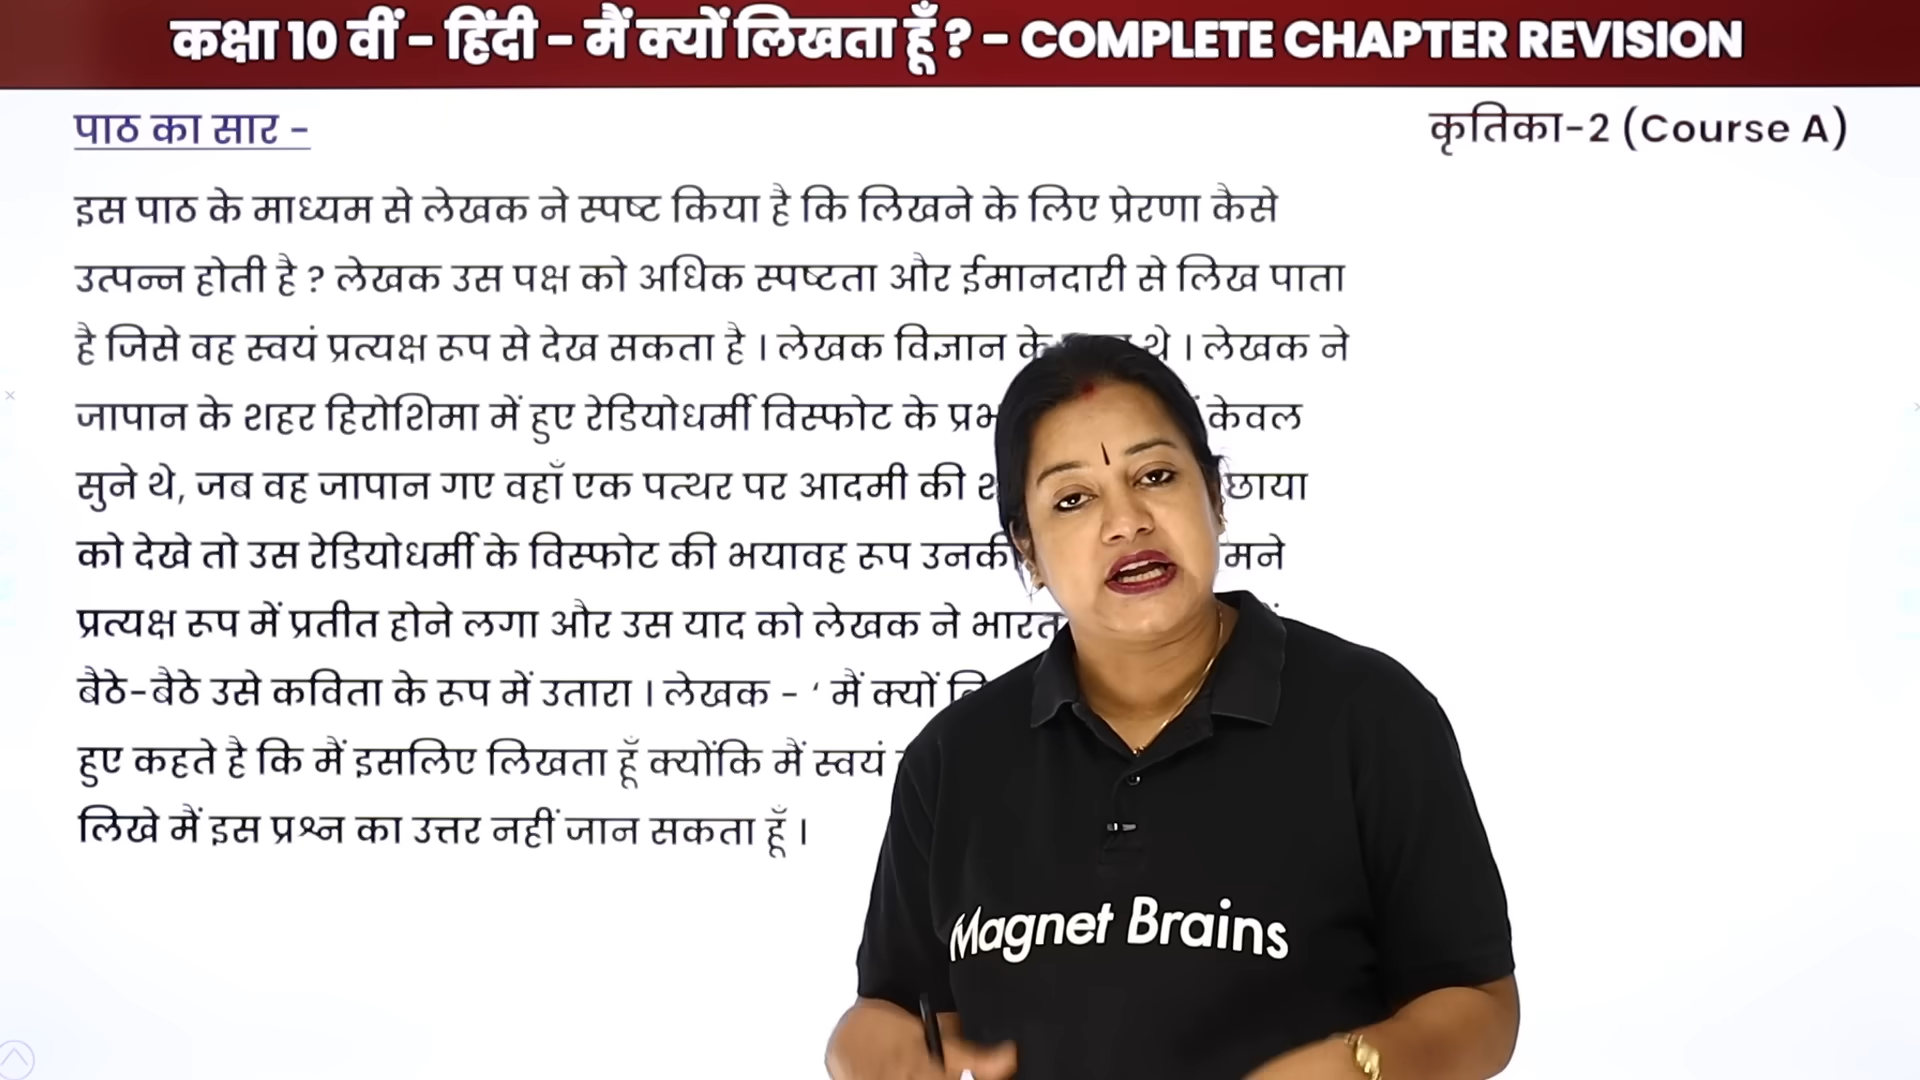 कक्षा 10 वीं - हिंदी - मैं क्यों लिखता हूँ ? - COMPLETE CHAPTER REVISION
पाठ का सार - कृतिका-2 (Course A)
इस पाठ के माध्यम से लेखक ने स्पष्ट किया है कि लिखने के लिए प्रेरणा कैसे
उत्पन्न होती है ? लेखक उस पक्ष को अधिक स्पष्टता और ईमानदारी से लिख पाता
है जिसे वह स्वयं प्रत्यक्ष रूप से देख सकता है । लेखक विज्ञान के थे । लेखक ने
जापान के शहर हिरोशिमा में हुए रेडियोधर्मी विस्फोट के केवल
सुने थे, जब वह जापान गए वहाँ एक पत्थर पर आदमी की छाया
को देखे तो उस रेडियोधर्मी के विस्फोट की भयावह रूप उनकी
प्रत्यक्ष रूप में प्रतीत होने लगा और उस याद को लेखक ने भारत
बैठे-बैठे उसे कविता के रूप में उतारा । लेखक - ‘ मैं क्यों
हुए कहते है कि मैं इसलिए लिखता हूँ क्योंकि मैं स्वयं
लिखे मैं इस प्रश्न का उत्तर नहीं जान सकता हूँ ।
Magnet Brains